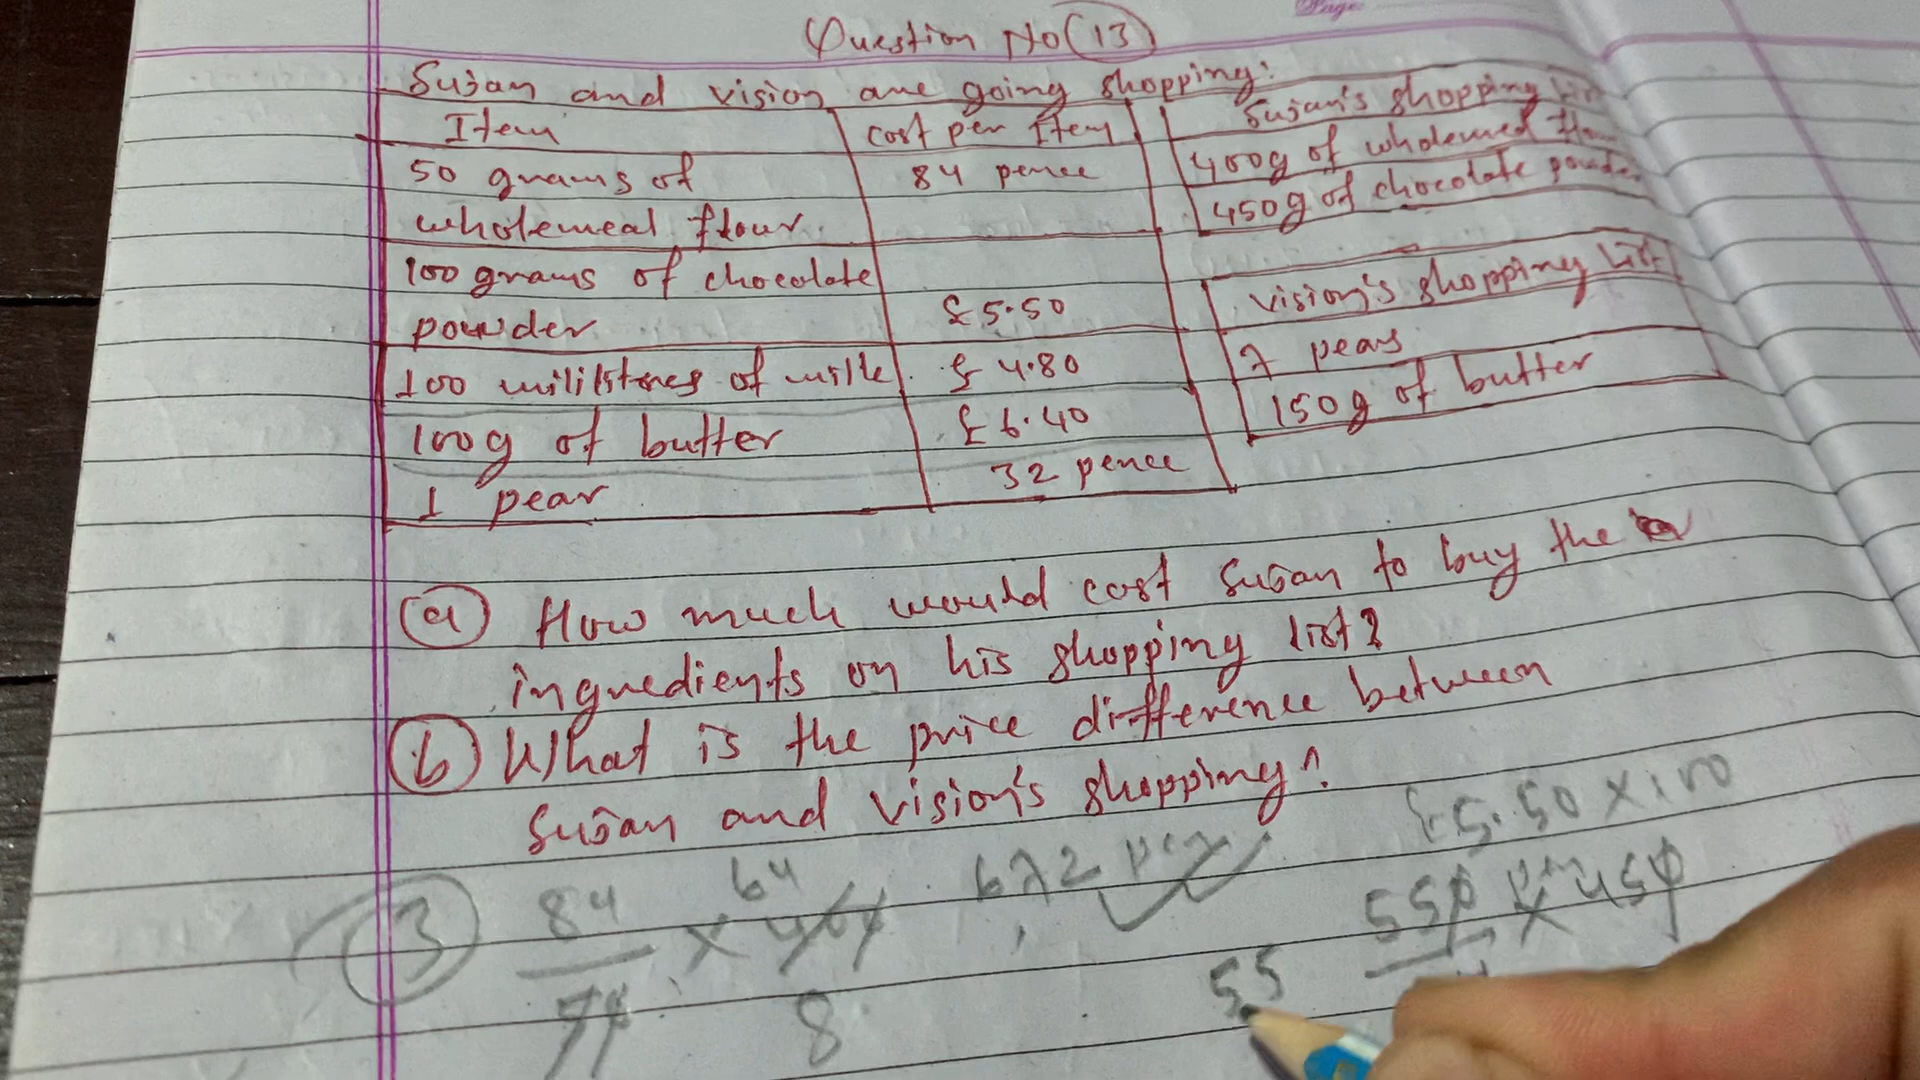 Page:
Question No (13)
Susan and vision are going shopping:
Item
cost per Item
50 grams of
wholemeal flour
84 pence
100 grams of chocolate
powder
£5.50
100 mililitres of milk
£4.80
100g of butter
£6.40
1 pear
32 pence
Susan's shopping list
400g of wholemeal flour
450g of chocolate powder
vision's shopping list
7 pears
150g of butter
(a) How much would cost Susan to buy the
ingredients on his shopping list?
(b) What is the price difference between
Susan and vision's shopping?
£5.50 x 100
84 x
672
550 x 450
8
55